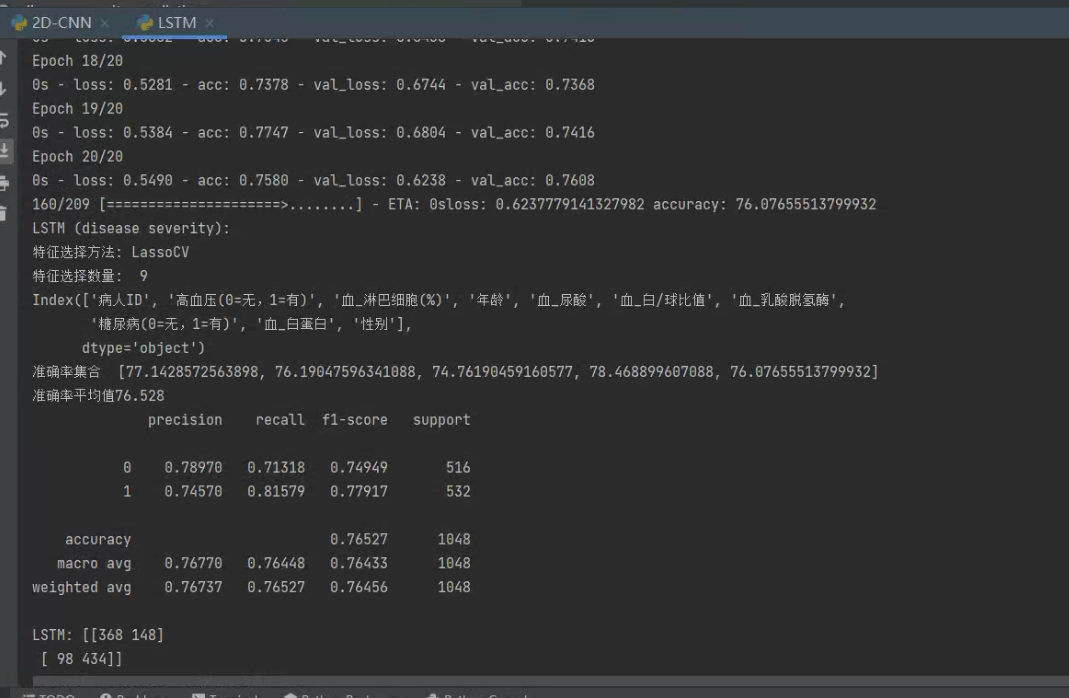 2D-CNN LSTM
Epoch 18/20
0s - loss: 0.5281 - acc: 0.7378 - val_loss: 0.6744 - val_acc: 0.7368
Epoch 19/20
0s - loss: 0.5384 - acc: 0.7747 - val_loss: 0.6804 - val_acc: 0.7416
Epoch 20/20
0s - loss: 0.5490 - acc: 0.7580 - val_loss: 0.6238 - val_acc: 0.7608
160/209 [=====================>........] - ETA: 0sloss: 0.6237779141327982 accuracy: 76.07655513799932
LSTM (disease severity):
特征选择方法: LassoCV
特征选择数量: 9
Index(['病人ID', '高血压(0=无，1=有)', '血_淋巴细胞(%)', '年龄', '血_尿酸', '血_白/球比值', '血_乳酸脱氢酶',
'糖尿病(0=无，1=有)', '血_白蛋白', '性别'],
dtype='object')
准确率集合 [77.1428572563898, 76.19047596341088, 74.76190459160577, 78.468899607088, 76.07655513799932]
准确率平均值76.528
precision recall f1-score support
0 0.78970 0.71318 0.74949 516
1 0.74570 0.81579 0.77917 532
accuracy 0.76527 1048
macro avg 0.76770 0.76448 0.76433 1048
weighted avg 0.76737 0.76527 0.76456 1048
LSTM: [[368 148]
[ 98 434]]